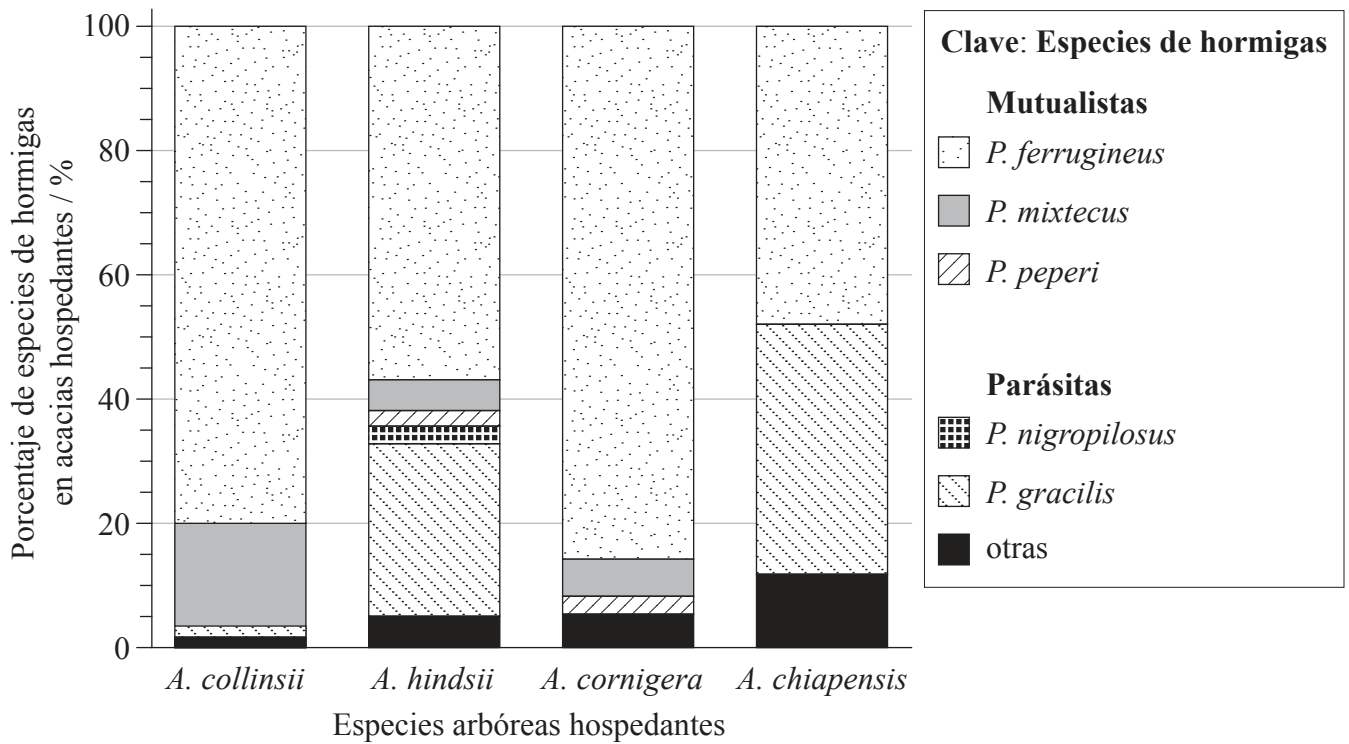 100
80
60
40
20
0
Porcentaje de especies de hormigas
en acacias hospedantes / %
A. collinsii
A. hindsii
A. cornigera
A. chiapensis
Especies arbóreas hospedantes
Clave: Especies de hormigas
Mutualistas
P. ferrugineus
P. mixtecus
P. peperi
Parásitas
P. nigropilosus
P. gracilis
otras